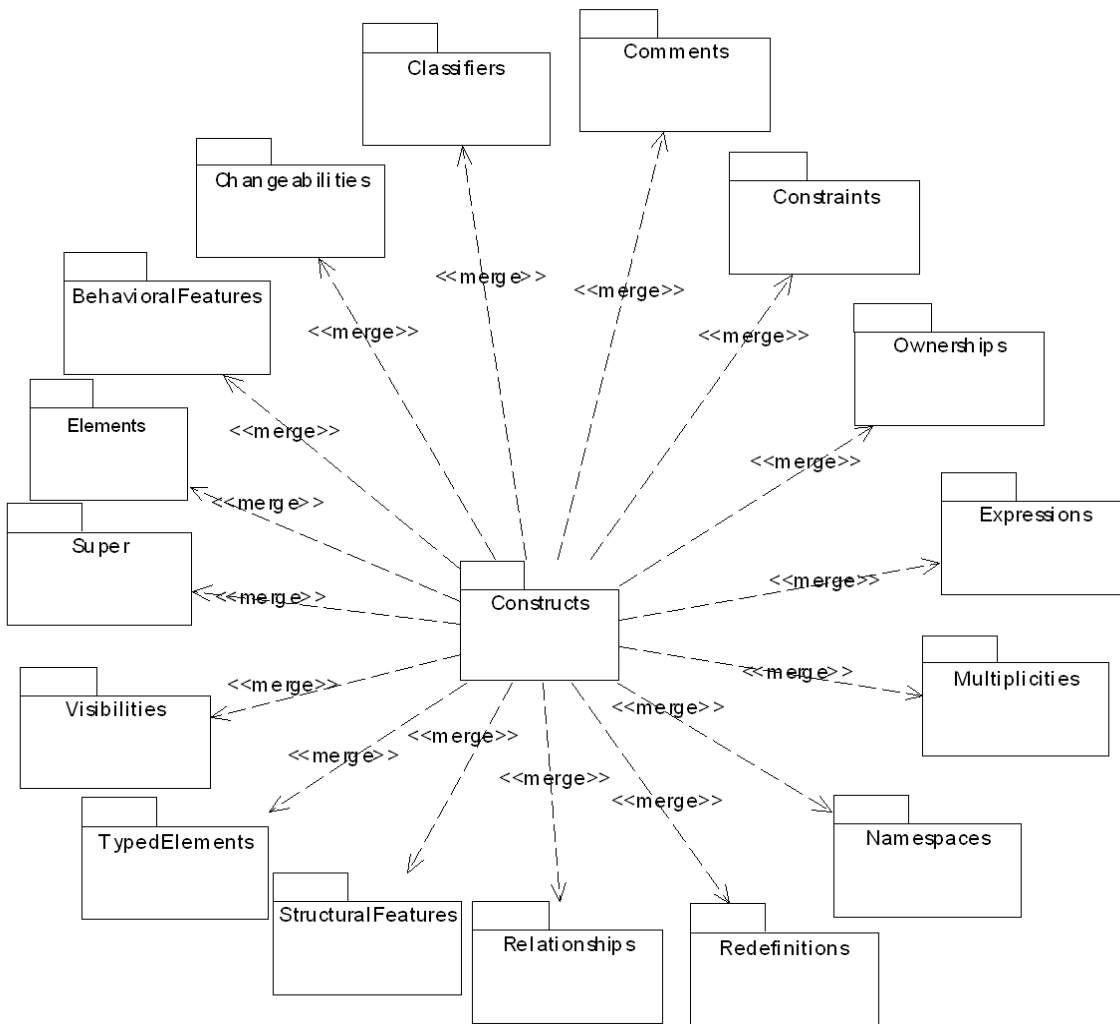 Comments
Classifiers
Changeabilities
Constraints
<<merge>>
<<merge>>
BehavioralFeatures
<<merge>>
<<merge>>
Ownerships
Elements
<<merge>>
<<merge>>
<<merge>>
Expressions
Super
<<merge>>
<<merge>>
Constructs
<<merge>>
Multiplicities
Visibilities
<<merge>>
<<merge>>
<<merge>>
<<merge>>
<<merge>>
<<merge>>
TypedElements
Namespaces
StructuralFeatures
Relationships
Redefinitions